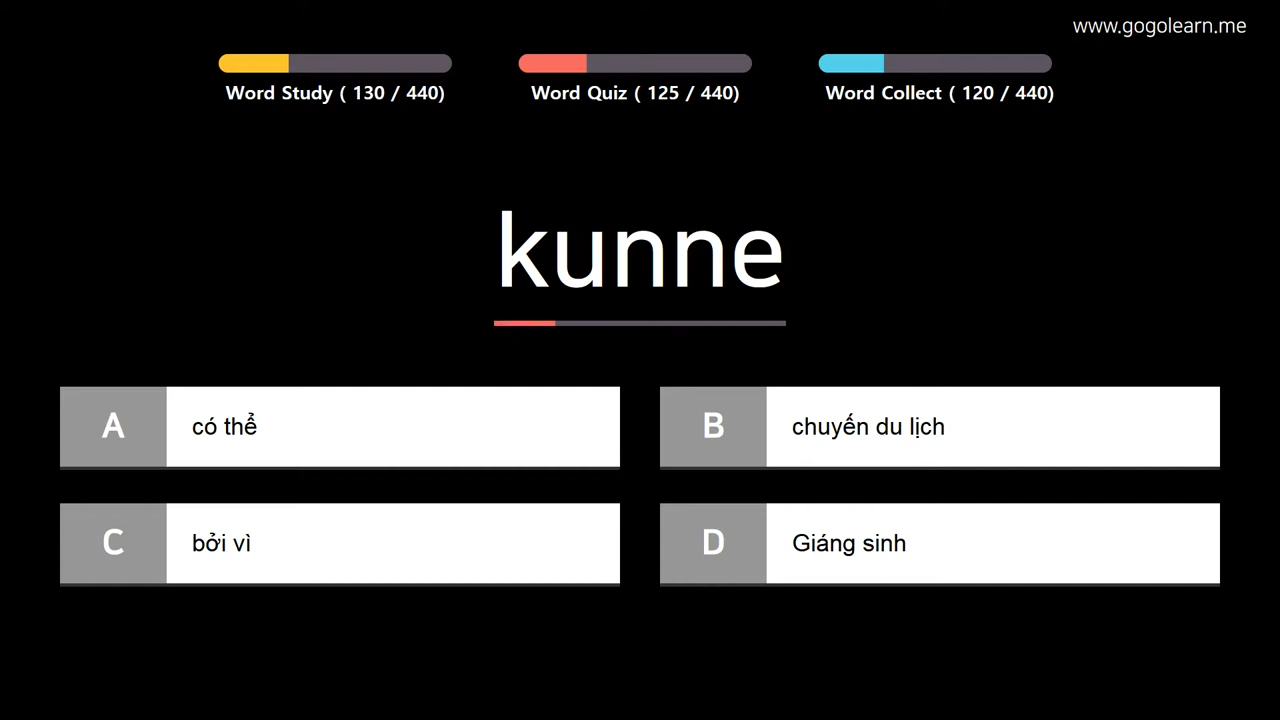 www.gogolearn.me
Word Study ( 130 / 440)
Word Quiz ( 125 / 440)
Word Collect ( 120 / 440)
kunne
A có thể
B chuyến du lịch
C bởi vì
D Giáng sinh